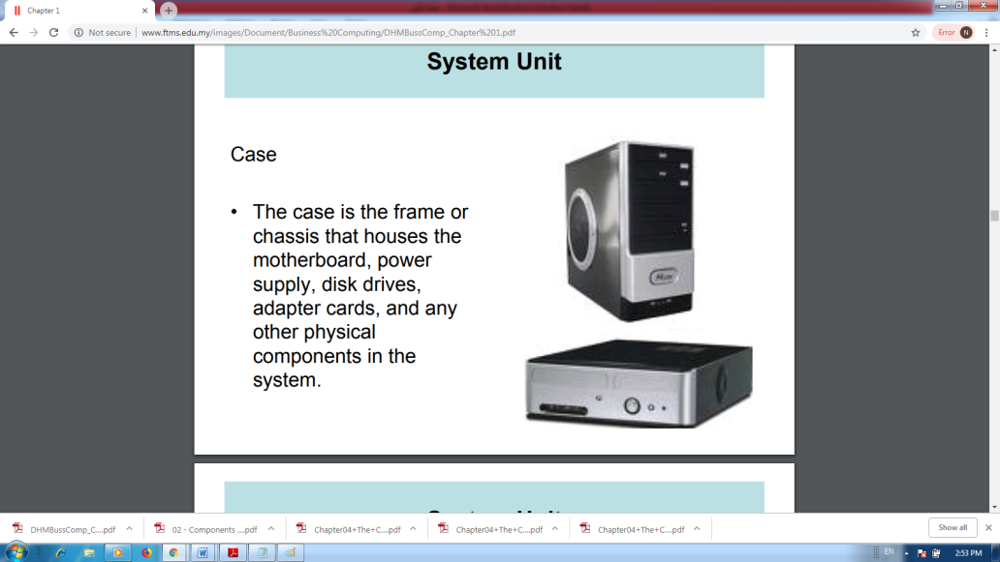 Chapter 1
Not secure | www.ftms.edu.my/images/Document/Business%20Computing/DHMBussComp_Chapter%201.pdf
Error N
System Unit
Case
• The case is the frame or
chassis that houses the
motherboard, power
supply, disk drives,
adapter cards, and any
other physical
components in the
system.
DHMBussComp_C....pdf
02 - Components ....pdf
Chapter04+The+C....pdf
Chapter04+The+C....pdf
Chapter04+The+C....pdf
Show all
EN
2:53 PM